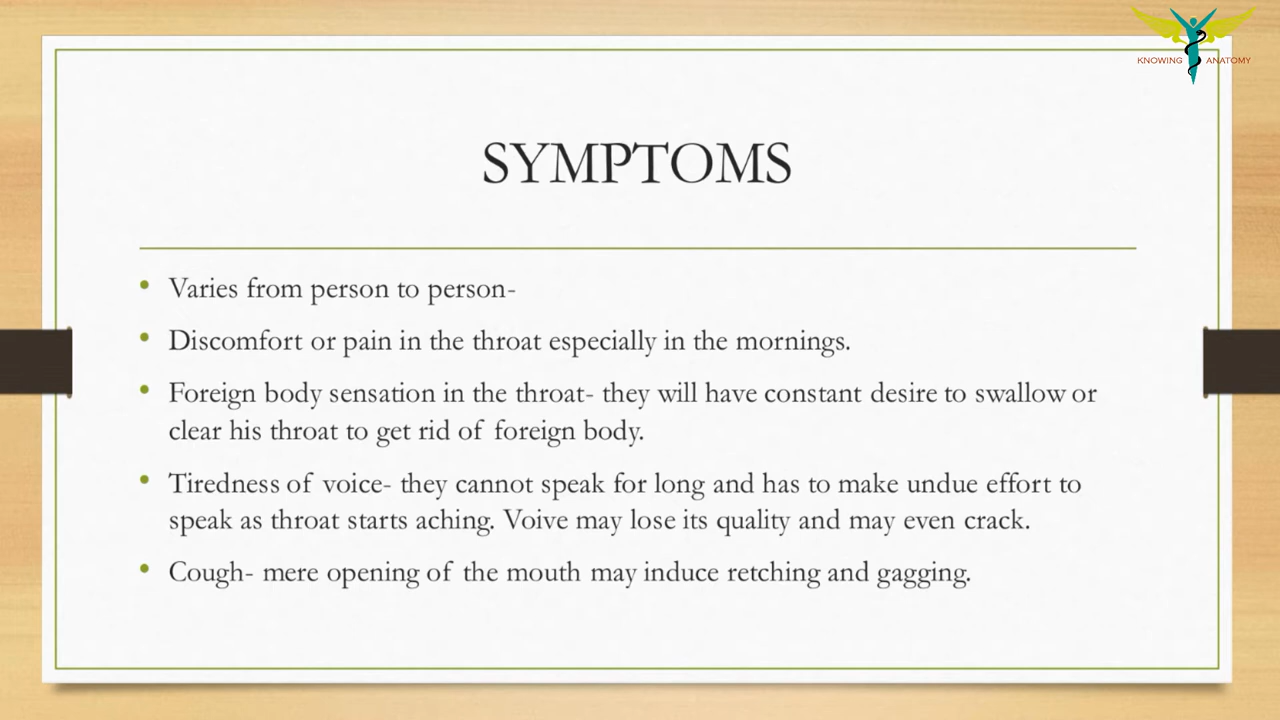 KNOWING ANATOMY
SYMPTOMS
• Varies from person to person-
• Discomfort or pain in the throat especially in the mornings.
• Foreign body sensation in the throat- they will have constant desire to swallow or
clear his throat to get rid of foreign body.
• Tiredness of voice- they cannot speak for long and has to make undue effort to
speak as throat starts aching. Voive may lose its quality and may even crack.
• Cough- mere opening of the mouth may induce retching and gagging.